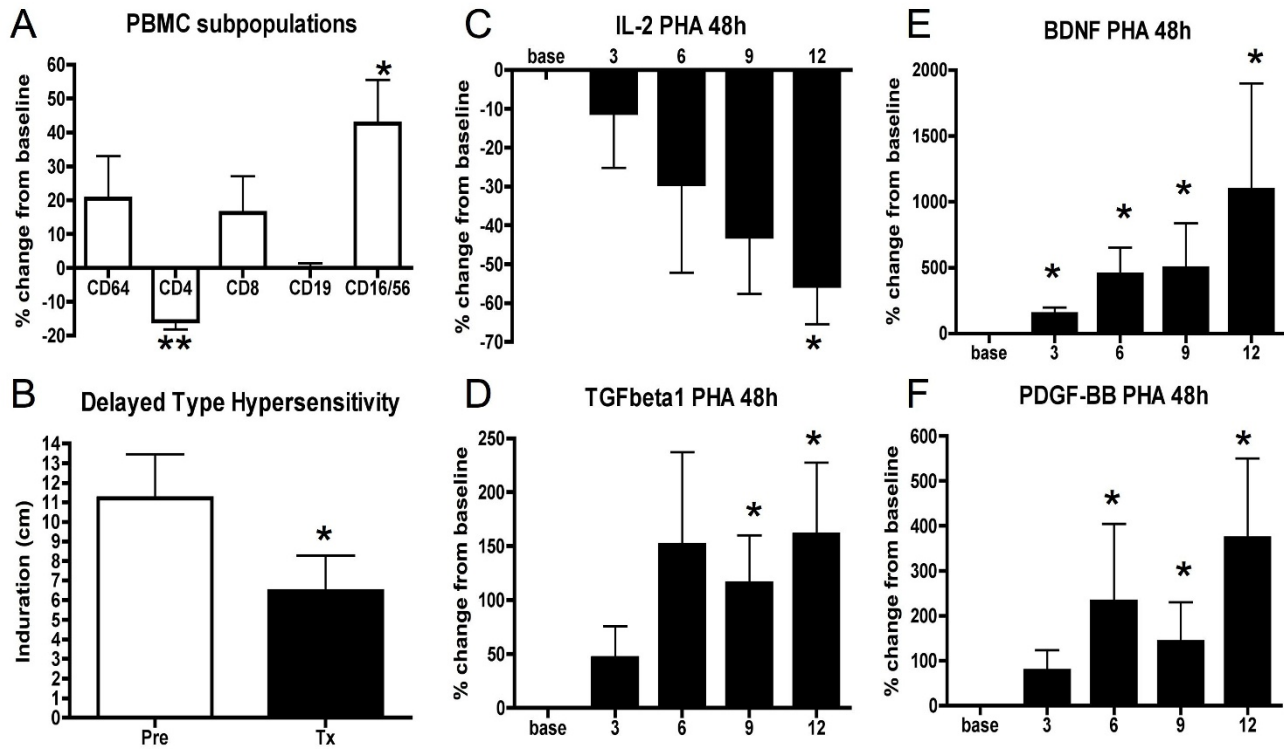 A
PBMC subpopulations
% change from baseline
60
50
40
30
20
10
0
-10
-20
CD64
CD4
CD8
CD19
CD16/56
**
*
B
Delayed Type Hypersensitivity
Induration (cm)
14
13
12
11
10
9
8
7
6
5
4
3
2
1
0
*
Pre
Tx
C
IL-2 PHA 48h
base 3 6 9 12
% change from baseline
0
-10
-20
-30
-40
-50
-60
-70
*
D
TGFbeta1 PHA 48h
% change from baseline
250
200
150
100
50
0
*
*
base 3 6 9 12
E
BDNF PHA 48h
% change from baseline
2000
1500
1000
500
0
*
*
*
*
base 3 6 9 12
F
PDGF-BB PHA 48h
% change from baseline
600
500
400
300
200
100
0
*
*
*
base 3 6 9 12